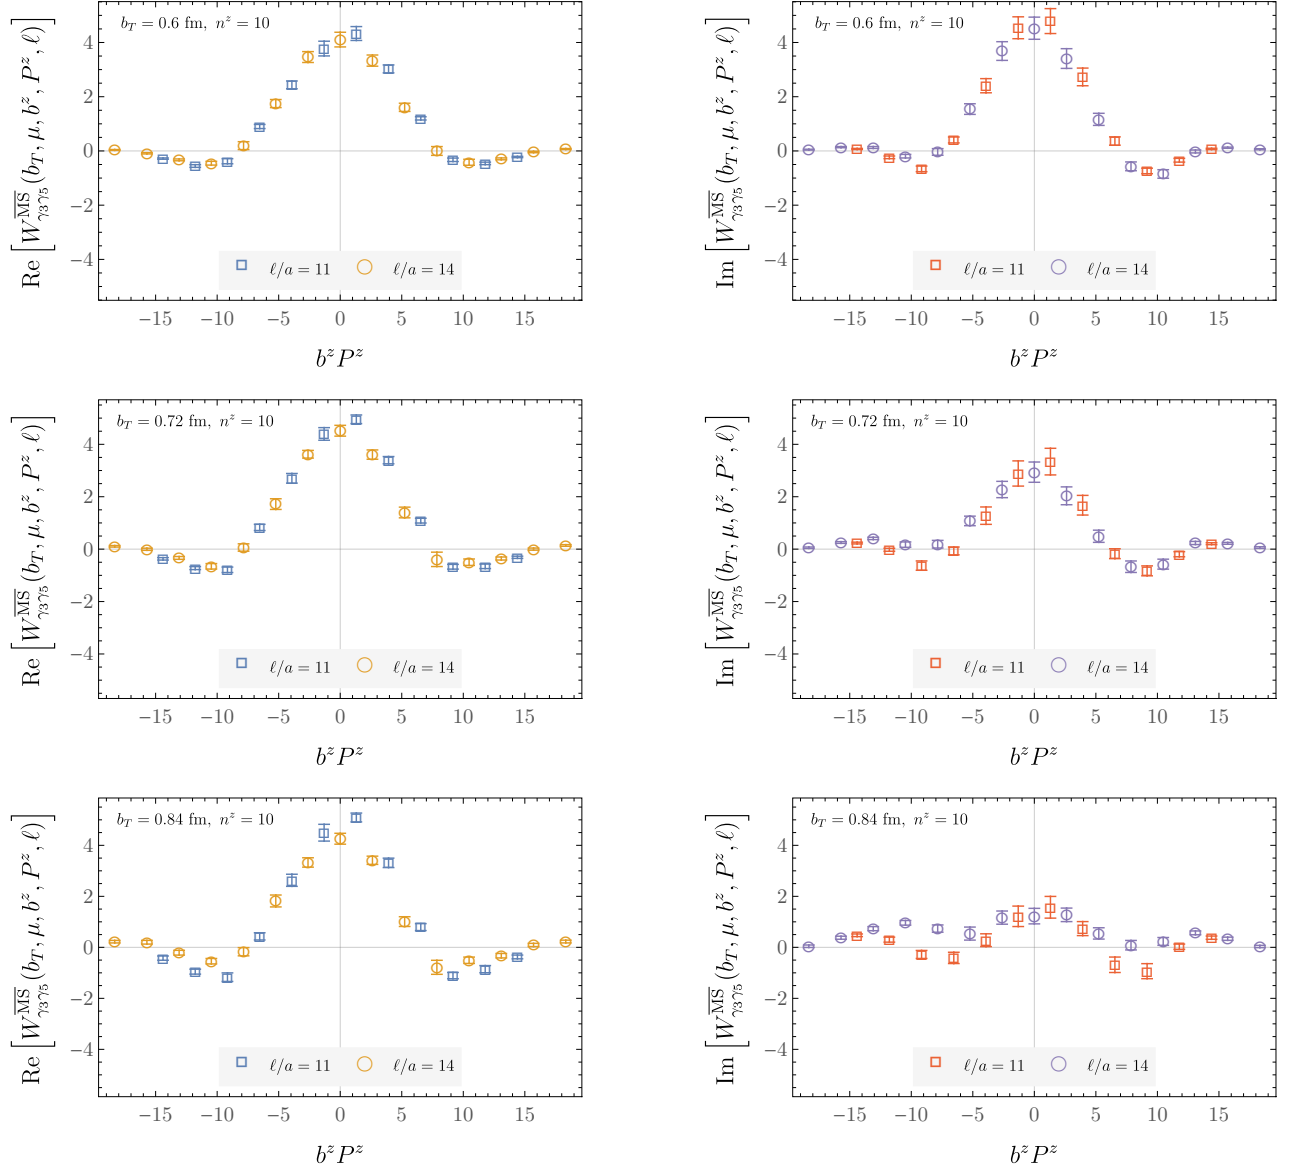 b_T = 0.6 fm, n^z = 10
Re [W^{\overline{MS}}_{γ3γ5}(b_T, μ, b^z, P^z, ℓ)]
4
2
0
−2
−4
ℓ/a = 11 ℓ/a = 14
−15 −10 −5 0 5 10 15
b^z P^z
b_T = 0.6 fm, n^z = 10
Im [W^{\overline{MS}}_{γ3γ5}(b_T, μ, b^z, P^z, ℓ)]
4
2
0
−2
−4
ℓ/a = 11 ℓ/a = 14
−15 −10 −5 0 5 10 15
b^z P^z
b_T = 0.72 fm, n^z = 10
Re [W^{\overline{MS}}_{γ3γ5}(b_T, μ, b^z, P^z, ℓ)]
4
2
0
−2
−4
ℓ/a = 11 ℓ/a = 14
−15 −10 −5 0 5 10 15
b^z P^z
b_T = 0.72 fm, n^z = 10
Im [W^{\overline{MS}}_{γ3γ5}(b_T, μ, b^z, P^z, ℓ)]
4
2
0
−2
−4
ℓ/a = 11 ℓ/a = 14
−15 −10 −5 0 5 10 15
b^z P^z
b_T = 0.84 fm, n^z = 10
Re [W^{\overline{MS}}_{γ3γ5}(b_T, μ, b^z, P^z, ℓ)]
4
2
0
−2
−4
ℓ/a = 11 ℓ/a = 14
−15 −10 −5 0 5 10 15
b^z P^z
b_T = 0.84 fm, n^z = 10
Im [W^{\overline{MS}}_{γ3γ5}(b_T, μ, b^z, P^z, ℓ)]
4
2
0
−2
−4
ℓ/a = 11 ℓ/a = 14
−15 −10 −5 0 5 10 15
b^z P^z